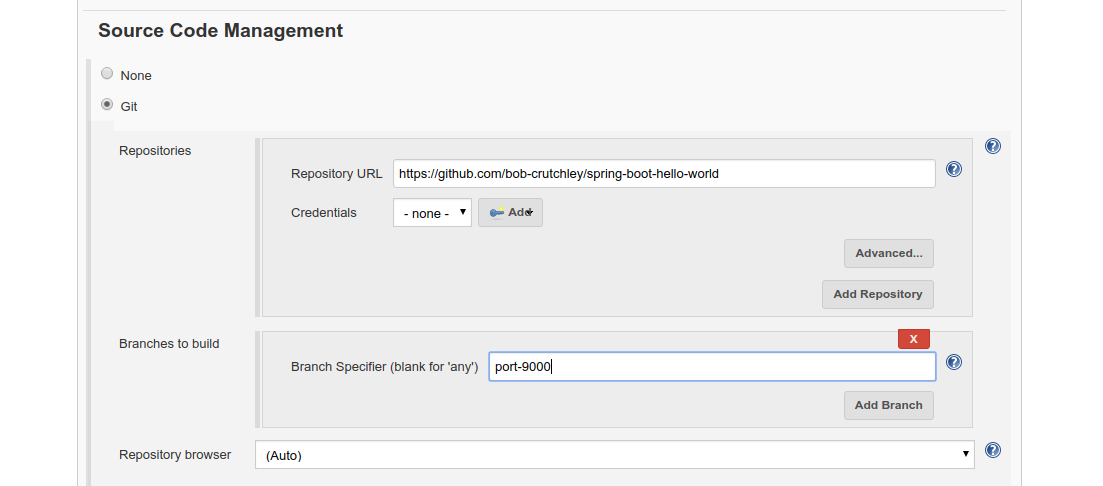 Source Code Management
None
Git
Repositories
Repository URL https://github.com/bob-crutchley/spring-boot-hello-world
Credentials - none - Add
Advanced...
Add Repository
Branches to build
X
Branch Specifier (blank for 'any') port-9000
Add Branch
Repository browser (Auto)